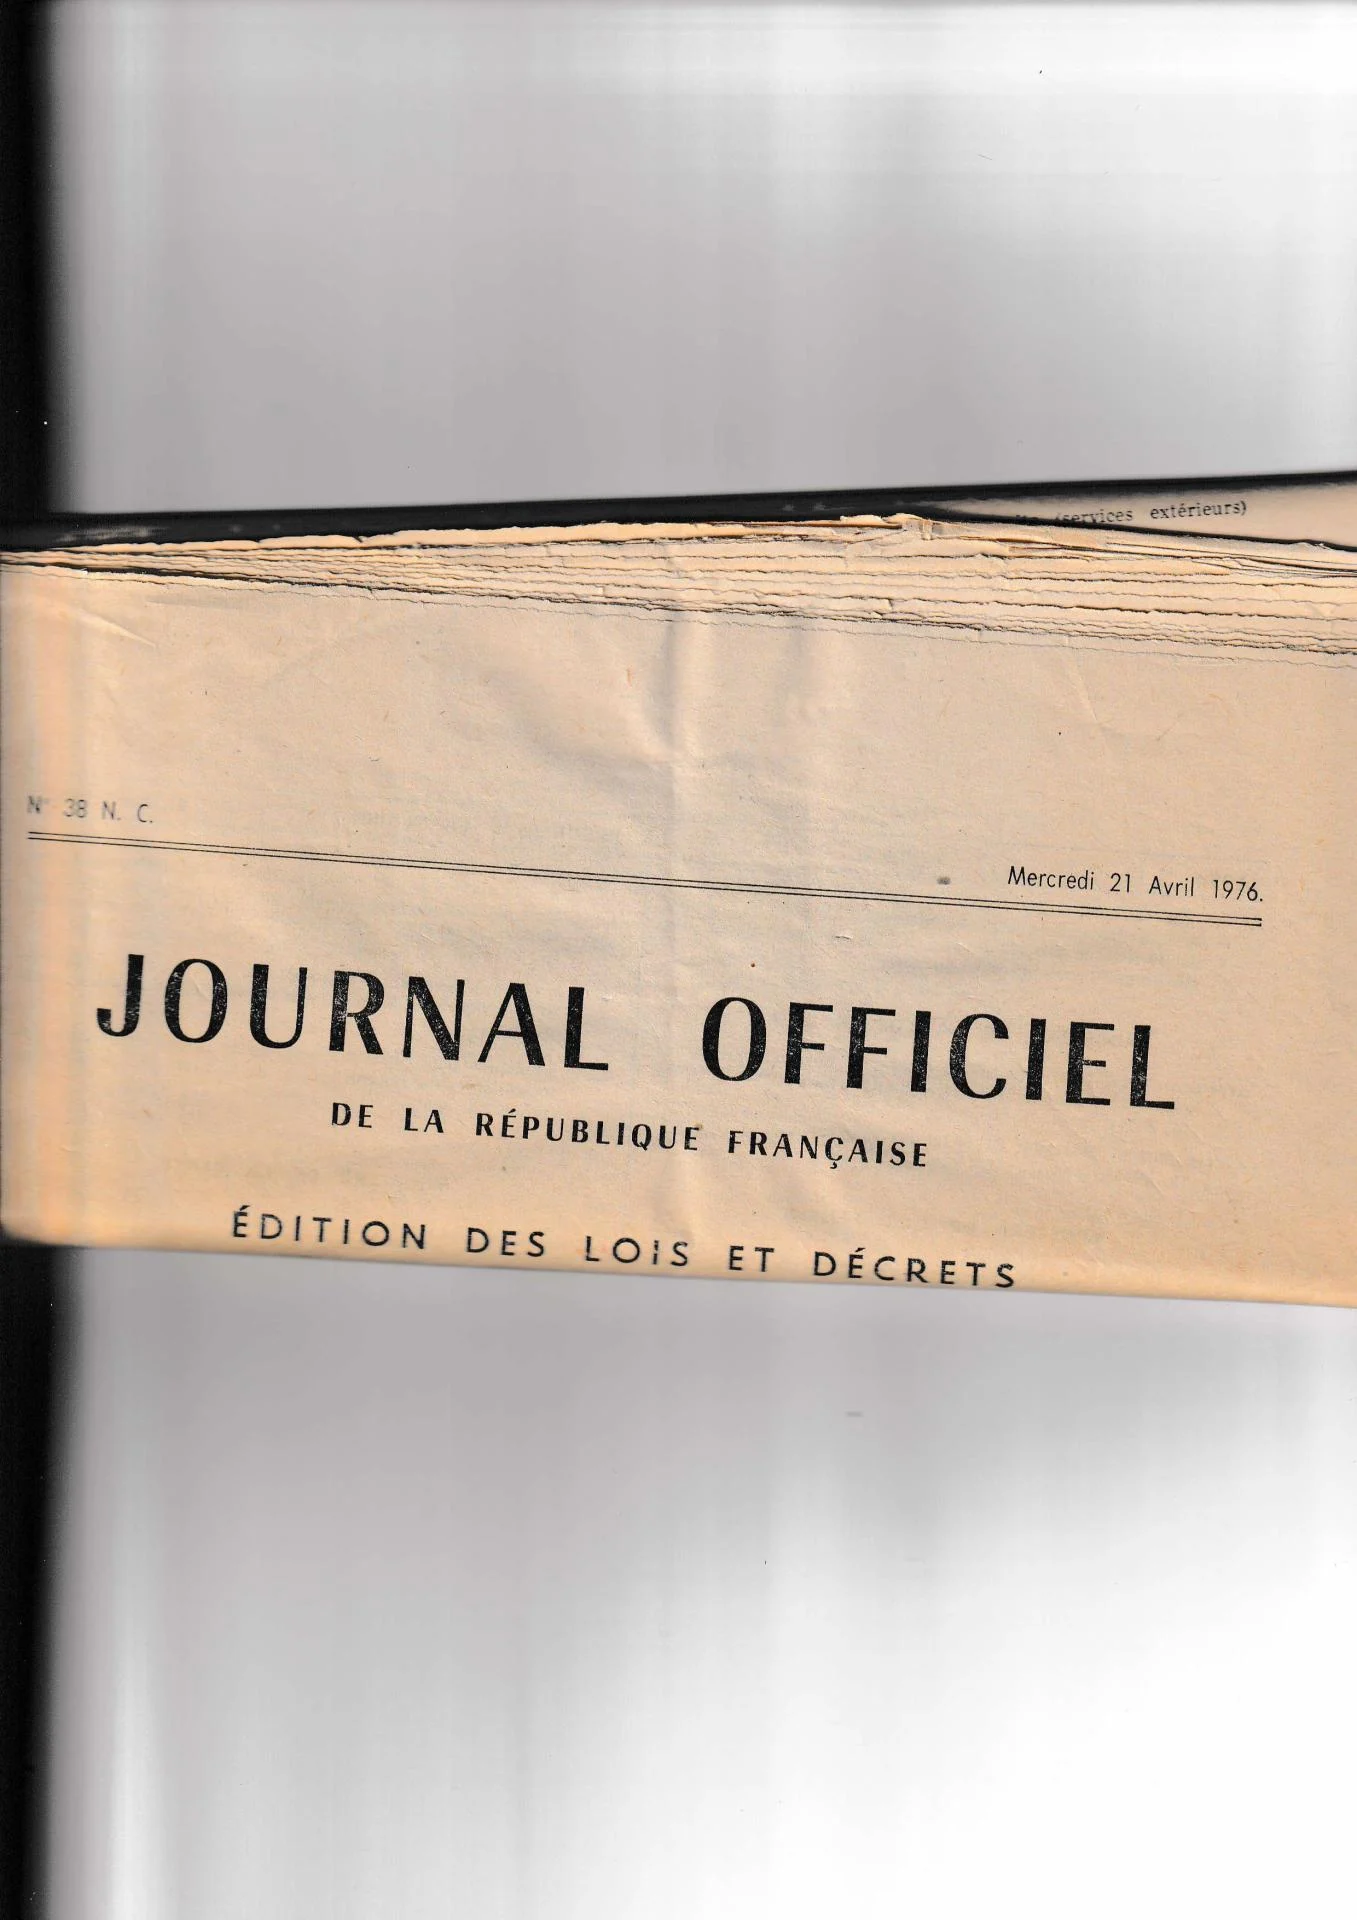 (services extérieurs)
N° 38 N. C.
Mercredi 21 Avril 1976.
JOURNAL OFFICIEL
DE LA RÉPUBLIQUE FRANÇAISE
ÉDITION DES LOIS ET DÉCRETS